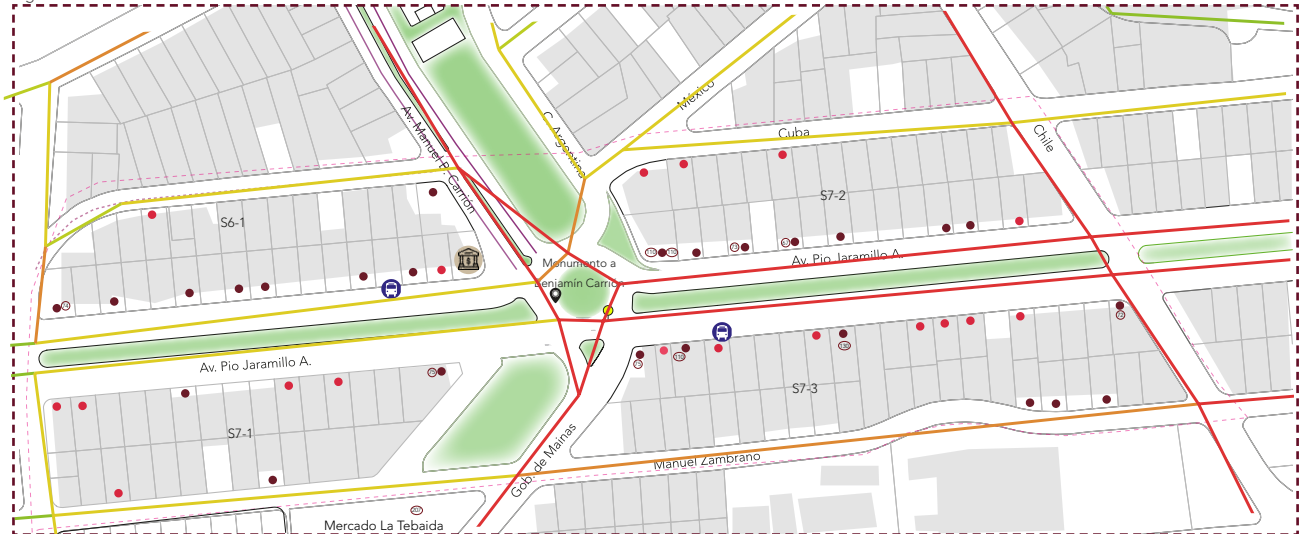 Av. Manuel P. Carrión
C. Argentina
México
Cuba
Chile
S6-1
S7-2
Monumento a
Benjamín Carrión
Av. Pio Jaramillo A.
Av. Pio Jaramillo A.
S7-1
S7-3
Gob. de Mainas
Manuel Zambrano
Mercado La Tebaida